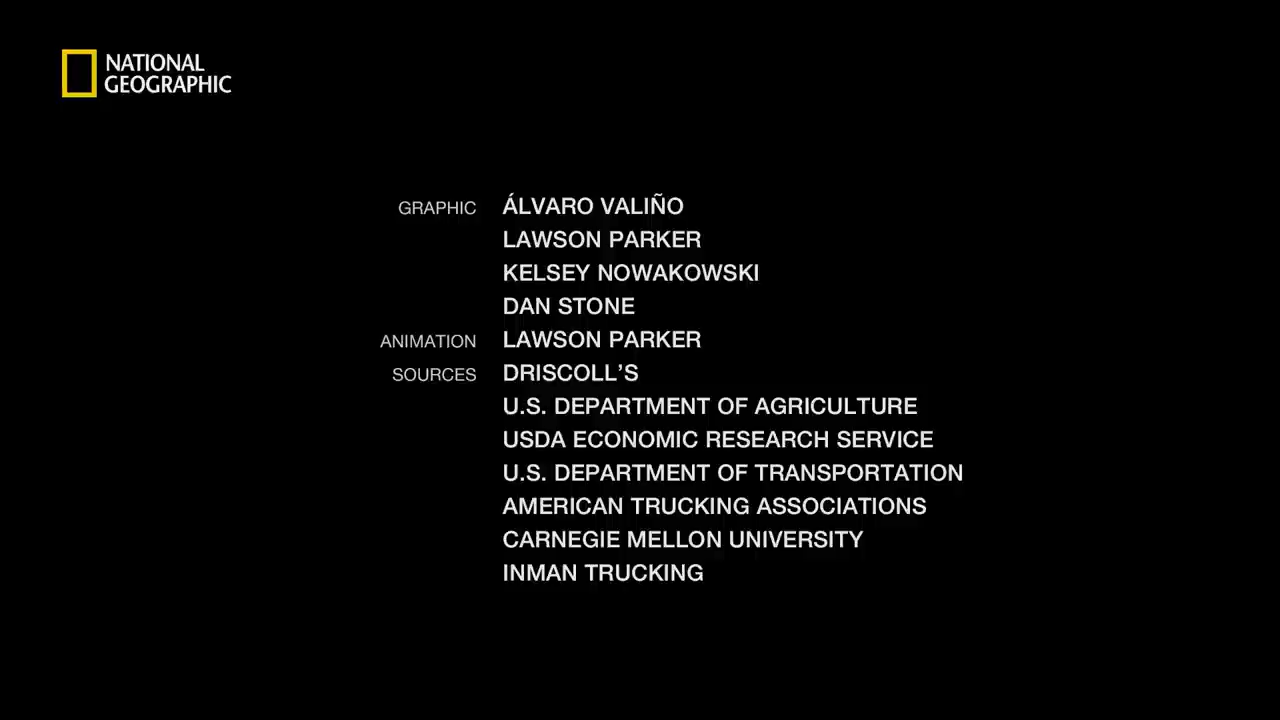 NATIONAL
GEOGRAPHIC
GRAPHIC ÁLVARO VALIÑO
LAWSON PARKER
KELSEY NOWAKOWSKI
DAN STONE
ANIMATION LAWSON PARKER
SOURCES DRISCOLL’S
U.S. DEPARTMENT OF AGRICULTURE
USDA ECONOMIC RESEARCH SERVICE
U.S. DEPARTMENT OF TRANSPORTATION
AMERICAN TRUCKING ASSOCIATIONS
CARNEGIE MELLON UNIVERSITY
INMAN TRUCKING